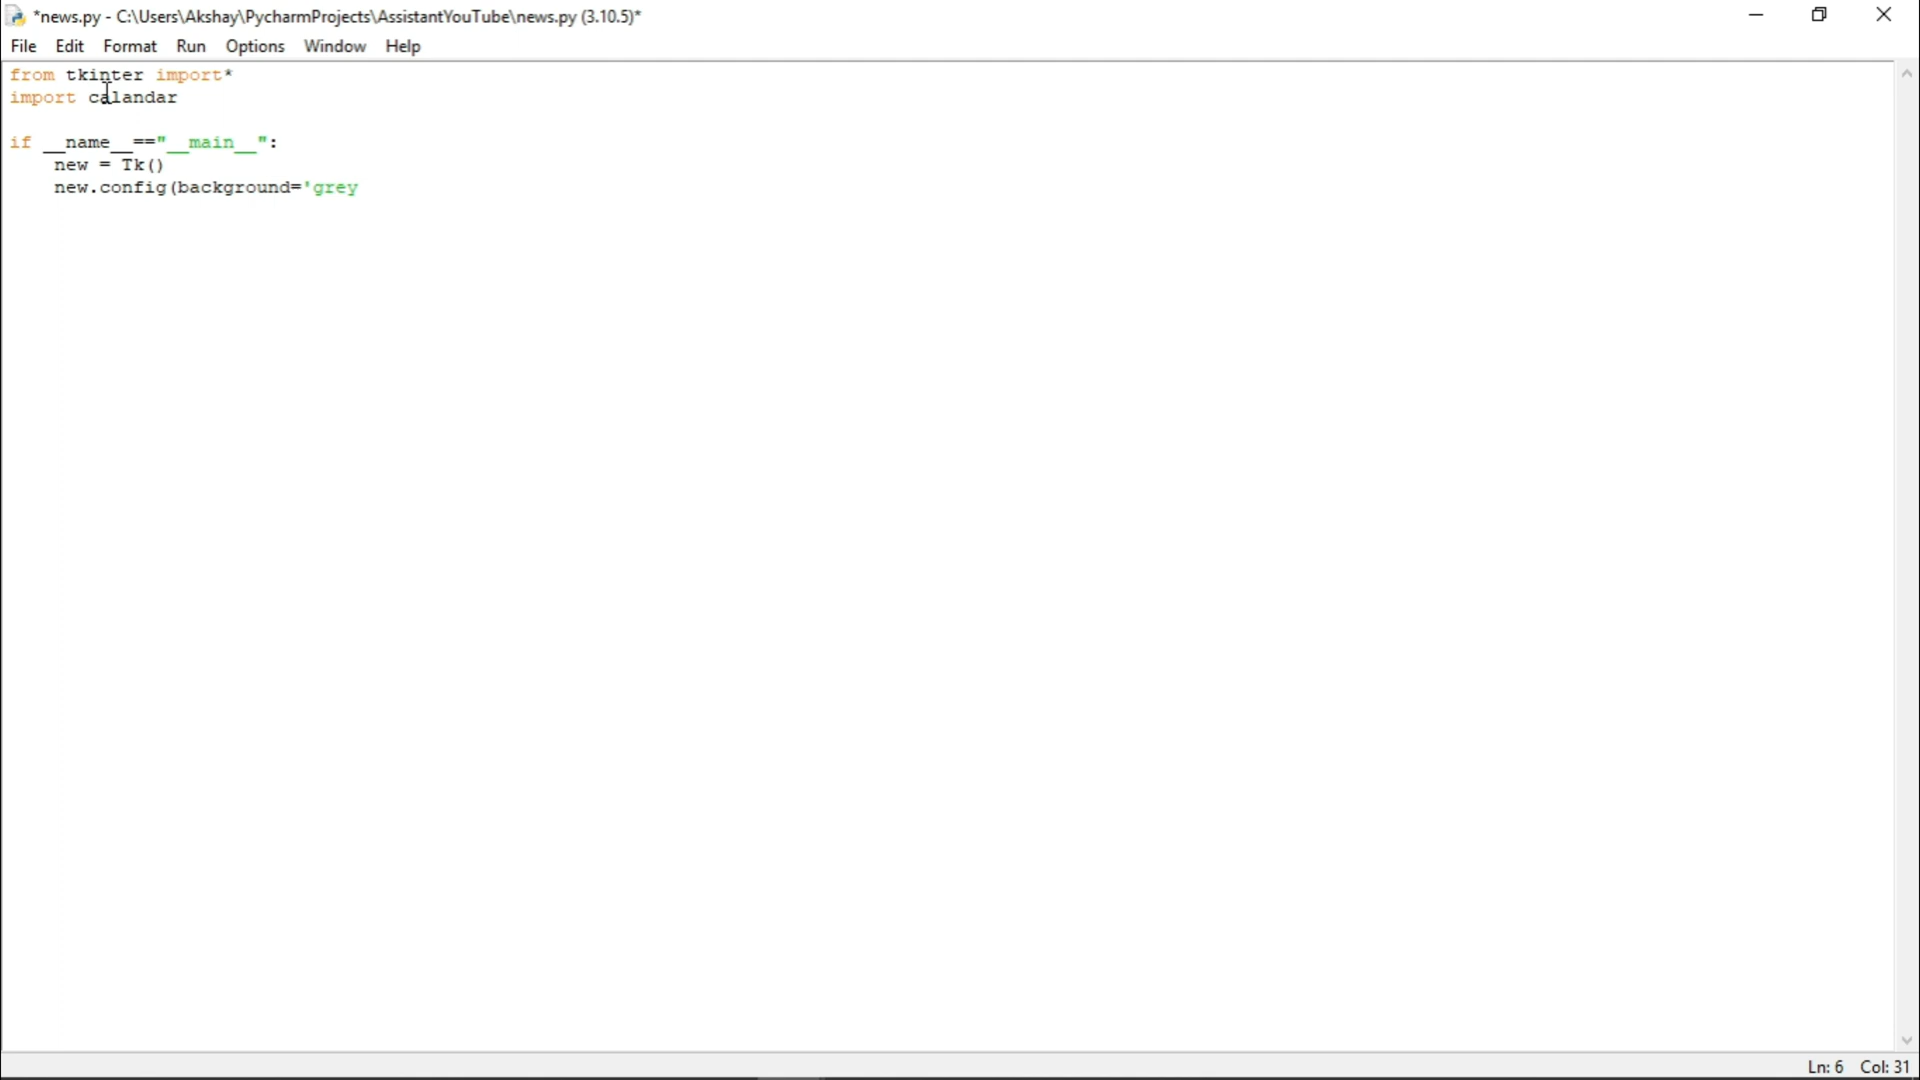 *news.py - C:\Users\Akshay\PycharmProjects\AssistantYouTube\news.py (3.10.5)*
File Edit Format Run Options Window Help
from tkinter import*
import calandar
if __name__=="__main__":
new = Tk()
new.config(background='grey
Ln: 6 Col: 31